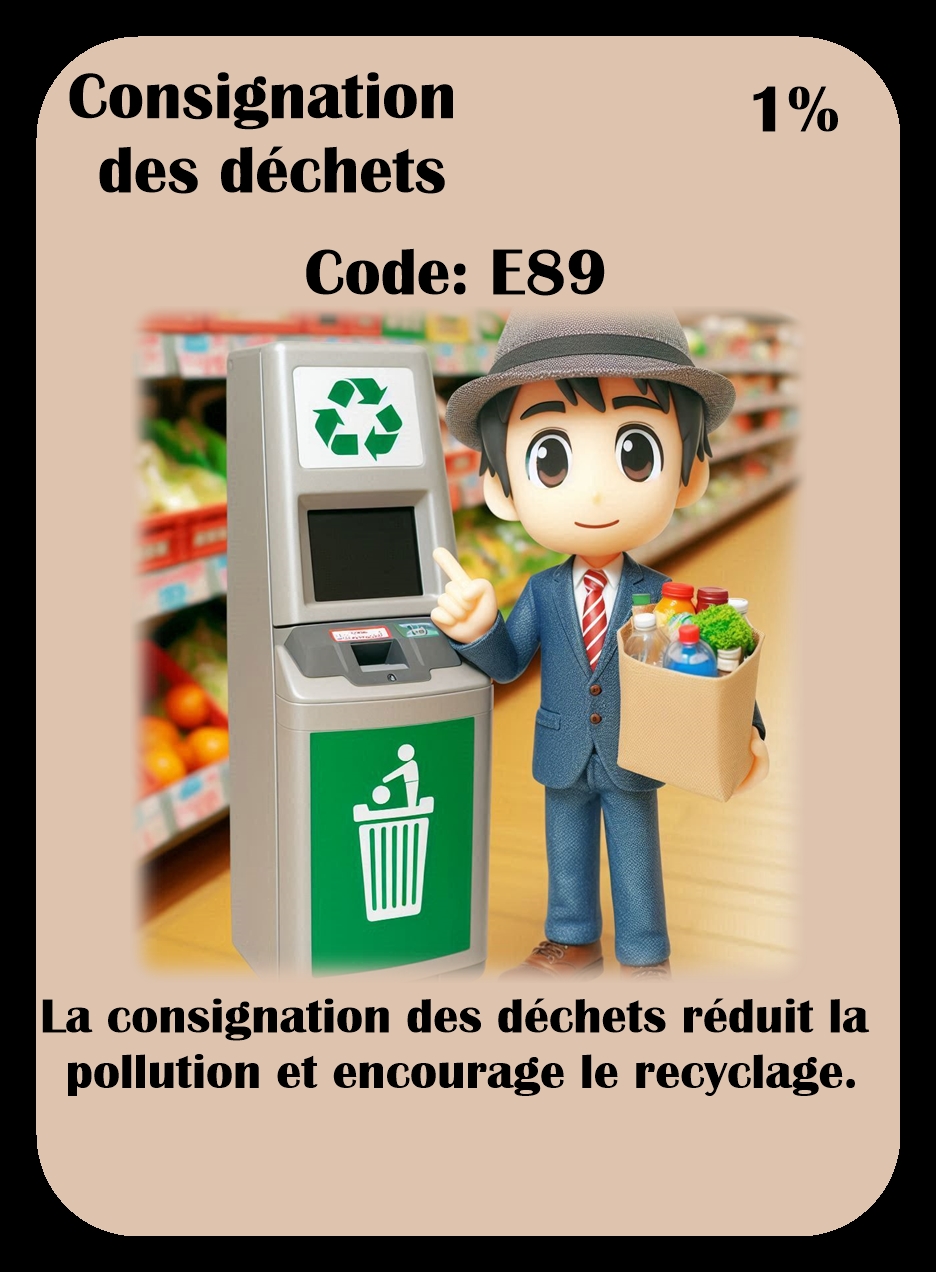 Consignation
des déchets
1%
Code: E89
La consignation des déchets réduit la
pollution et encourage le recyclage.